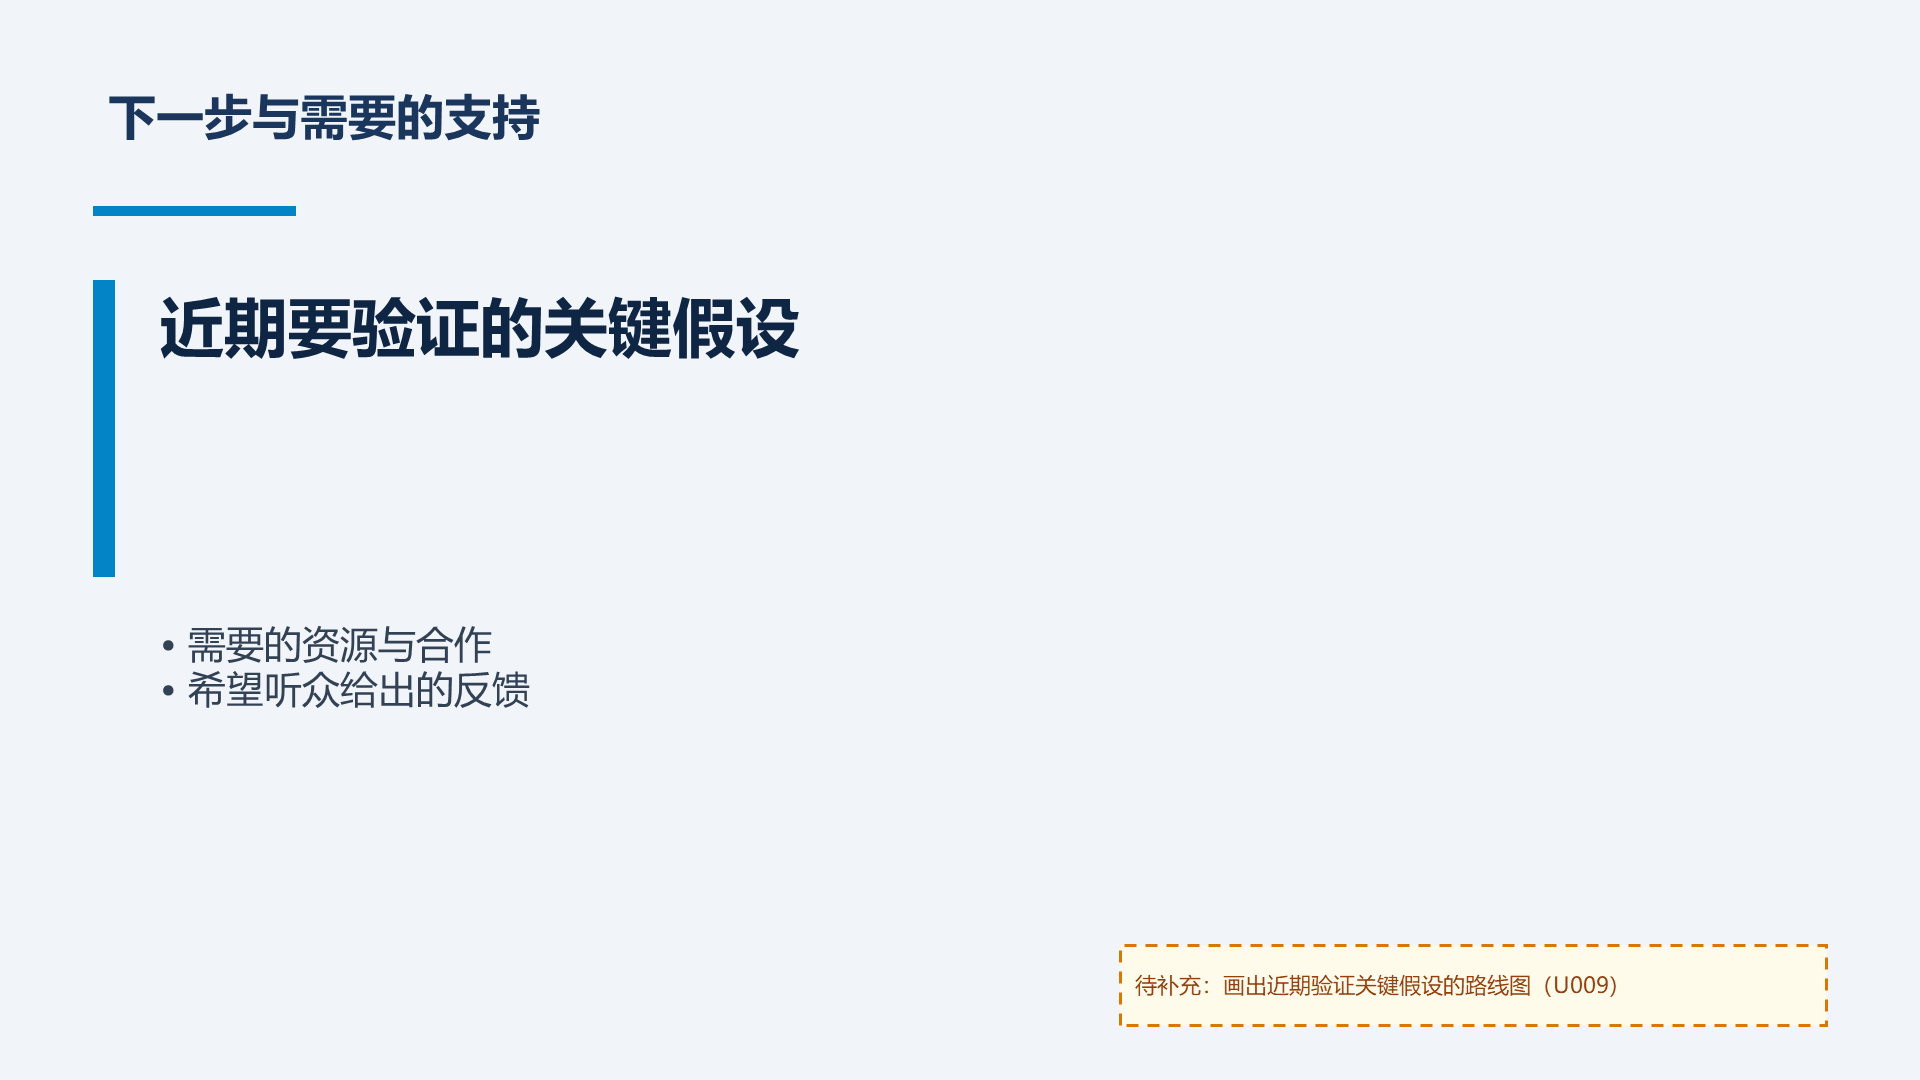 下一步与需要的支持
近期要验证的关键假设
• 需要的资源与合作
• 希望听众给出的反馈
待补充：画出近期验证关键假设的路线图（U009）